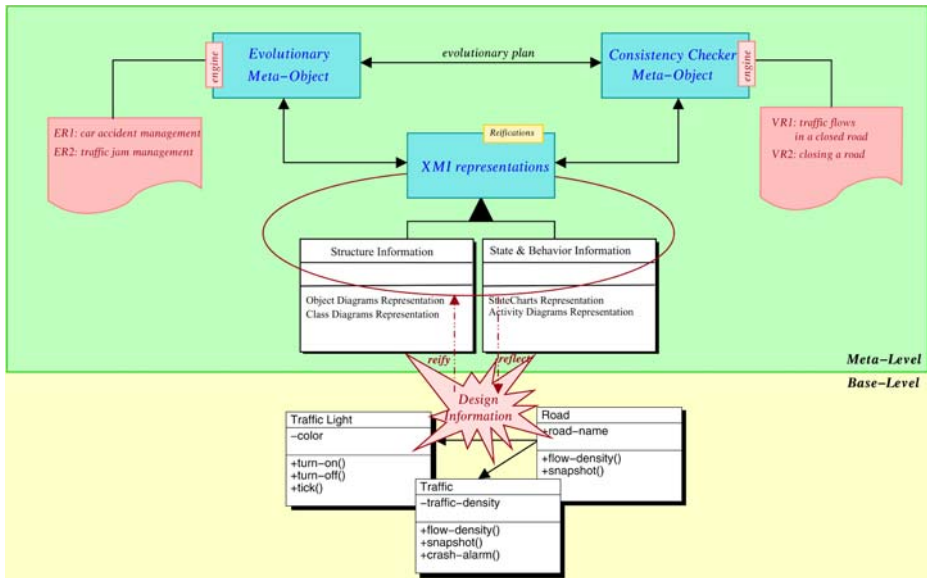 Evolutionary
Meta-Object
engine
evolutionary plan
Consistency Checker
Meta-Object
engine
ER1: car accident management
ER2: traffic jam management
VR1: traffic flows
in a closed road
VR2: closing a road
Reifications
XMI representations
Structure Information
State & Behavior Information
Object Diagrams Representation
Class Diagrams Representation
StateCharts Representation
Activity Diagrams Representation
reify
reflect
Meta-Level
Base-Level
Design
Information
Traffic Light
-color
+turn-on()
+turn-off()
+tick()
Road
+road-name
+flow-density()
+snapshot()
Traffic
-traffic-density
+flow-density()
+snapshot()
+crash-alarm()